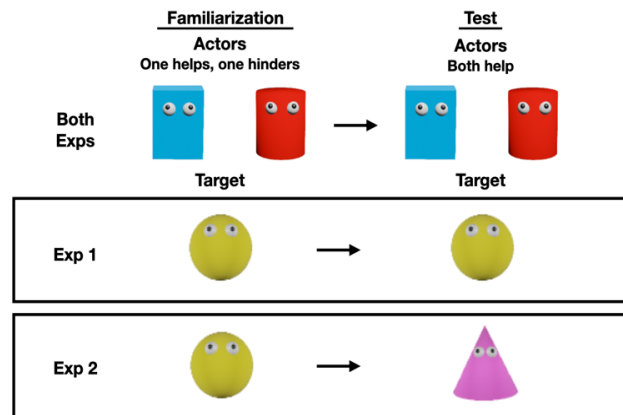 Familiarization
Test
Actors
Actors
One helps, one hinders
Both help
Both
Exps
Target
Target
Exp 1
Exp 2